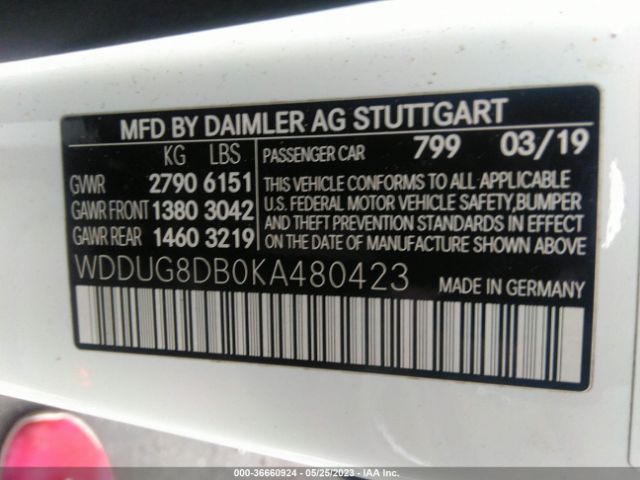 MFD BY DAIMLER AG STUTTGART
KG LBS
GVWR 2790 6151
GAWR FRONT 1380 3042
GAWR REAR 1460 3219
PASSENGER CAR 799 03/19
THIS VEHICLE CONFORMS TO ALL APPLICABLE
U.S. FEDERAL MOTOR VEHICLE SAFETY,BUMPER
AND THEFT PREVENTION STANDARDS IN EFFECT
ON THE DATE OF MANUFACTURE SHOWN ABOVE.
WDDUG8DB0KA480423
MADE IN GERMANY
000-36660924 | 05/25/2023 - IAA Inc.